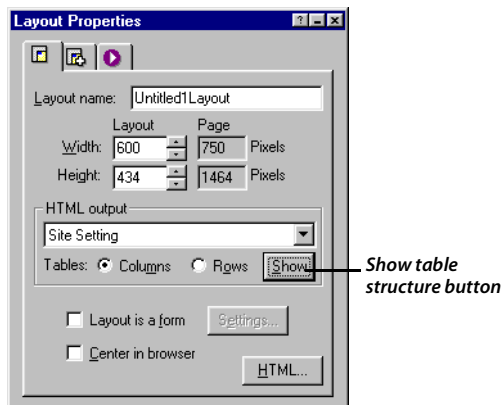 Layout Properties
Layout name: Untitled1Layout
Layout Page
Width: 600 750 Pixels
Height: 434 1464 Pixels
HTML output
Site Setting
Tables: Columns Rows Show
Show table
structure button
Layout is a form Settings...
Center in browser
HTML...